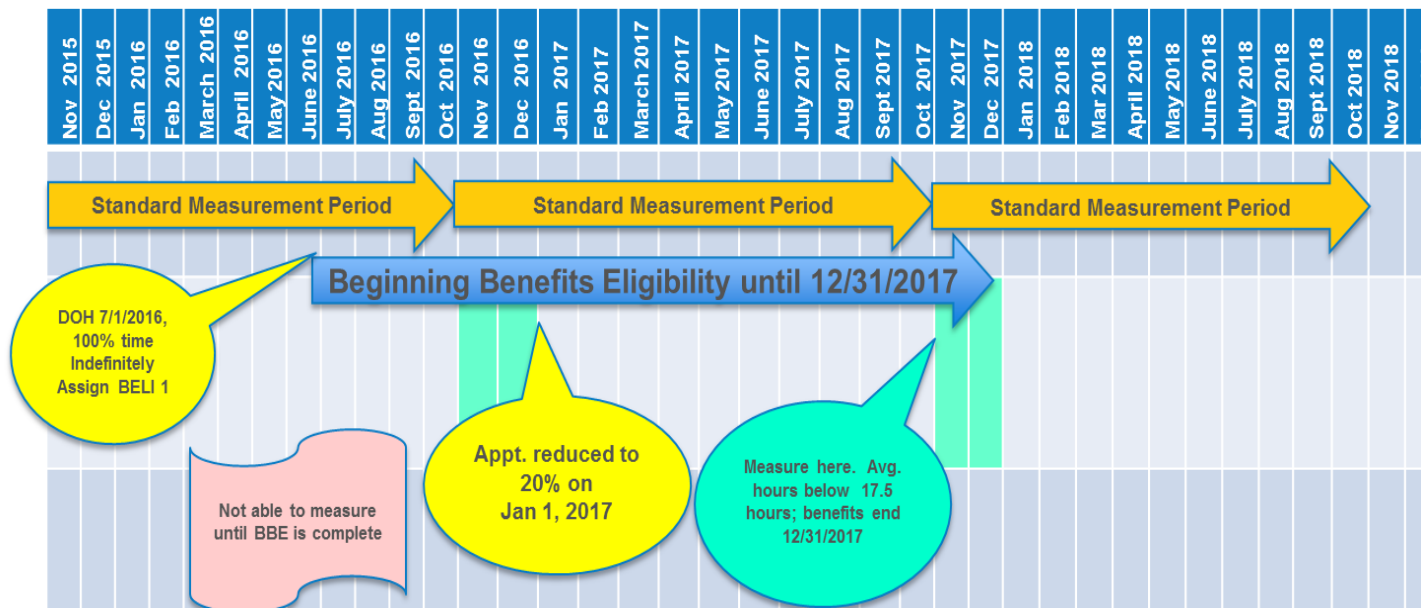 Nov 2015
Dec 2015
Jan 2016
Feb 2016
March 2016
April 2016
May 2016
June 2016
July 2016
Aug 2016
Sept 2016
Oct 2016
Nov 2016
Dec 2016
Jan 2017
Feb 2017
March 2017
April 2017
May 2017
June 2017
July 2017
Aug 2017
Sept 2017
Oct 2017
Nov 2017
Dec 2017
Jan 2018
Feb 2018
Mar 2018
April 2018
May 2018
June 2018
July 2018
Aug 2018
Sept 2018
Oct 2018
Nov 2018
Standard Measurement Period
Standard Measurement Period
Standard Measurement Period
Beginning Benefits Eligibility until 12/31/2017
DOH 7/1/2016,
100% time
Indefinitely
Assign BELI 1
Not able to measure
until BBE is complete
Appt. reduced to
20% on
Jan 1, 2017
Measure here. Avg.
hours below 17.5
hours; benefits end
12/31/2017